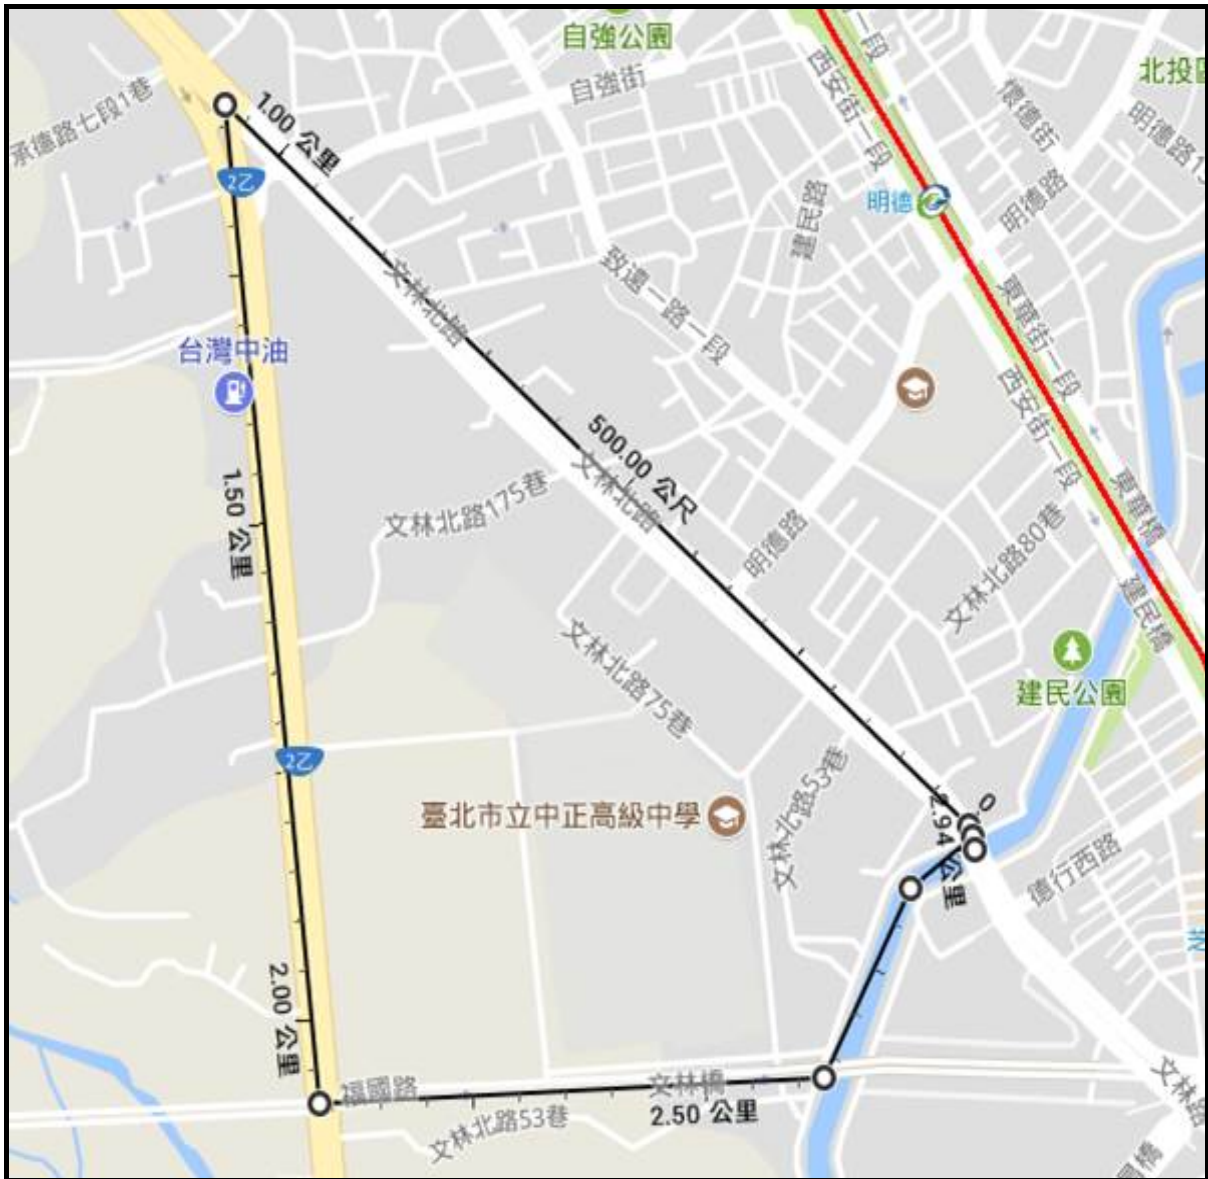 自強公園
自強街
西安街一段
一段
懷德街
北投區
明德路1
承德路七段1巷
1.00 公里
乙2
明德
明德路
建民路
致遠一路一段
文林北路
東華街一段
西安街一段
台灣中油
500.00 公尺
文林北路
1.50 公里
文林北路175巷
明德路
東華橋
文林北路80巷
建民橋
建民公園
文林北路75巷
乙2
文林北路53巷
臺北市立中正高級中學
0
2.94 公里
德行西路
2.00 公里
福國路
文林橋
2.50 公里
文林北路53巷
文林路